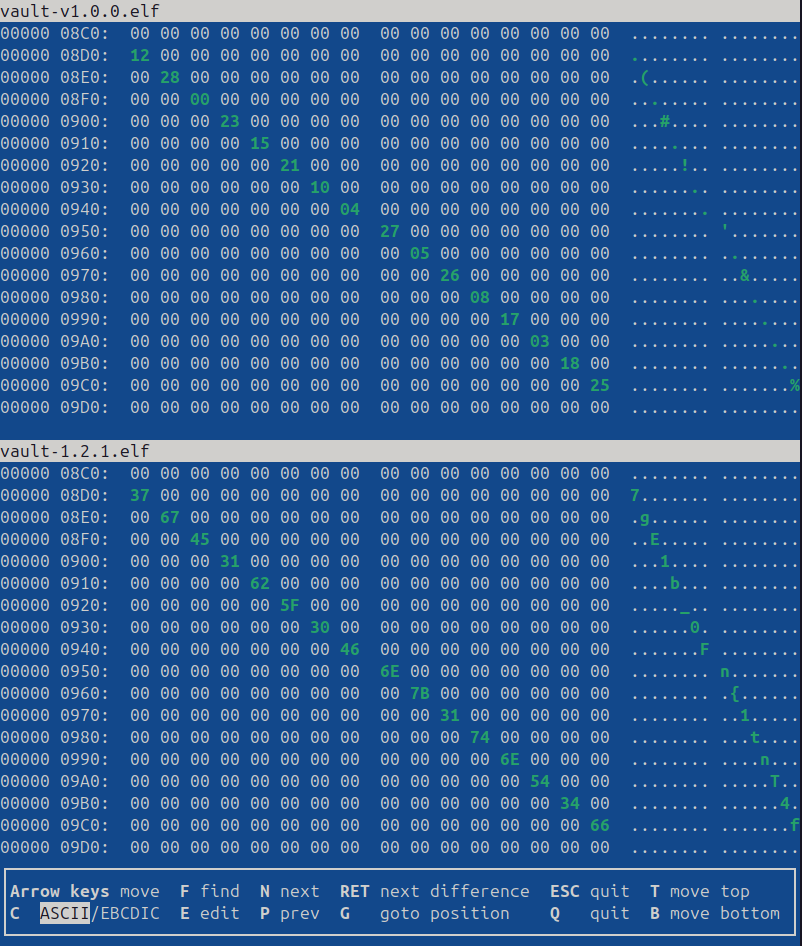 vault-v1.0.0.elf
00000 08C0: 00 00 00 00 00 00 00 00 00 00 00 00 00 00 00 00 ........ ........
00000 08D0: 12 00 00 00 00 00 00 00 00 00 00 00 00 00 00 00 ........ ........
00000 08E0: 00 28 00 00 00 00 00 00 00 00 00 00 00 00 00 00 .(...... ........
00000 08F0: 00 00 00 00 00 00 00 00 00 00 00 00 00 00 00 00 ........ ........
00000 0900: 00 00 00 23 00 00 00 00 00 00 00 00 00 00 00 00 ...#.... ........
00000 0910: 00 00 00 00 15 00 00 00 00 00 00 00 00 00 00 00 ........ ........
00000 0920: 00 00 00 00 00 21 00 00 00 00 00 00 00 00 00 00 .....!.. ........
00000 0930: 00 00 00 00 00 00 10 00 00 00 00 00 00 00 00 00 ........ ........
00000 0940: 00 00 00 00 00 00 00 04 00 00 00 00 00 00 00 00 ........ ........
00000 0950: 00 00 00 00 00 00 00 00 27 00 00 00 00 00 00 00 ........ '.......
00000 0960: 00 00 00 00 00 00 00 00 00 05 00 00 00 00 00 00 ........ ........
00000 0970: 00 00 00 00 00 00 00 00 00 00 26 00 00 00 00 00 ........ ..&.....
00000 0980: 00 00 00 00 00 00 00 00 00 00 00 08 00 00 00 00 ........ ........
00000 0990: 00 00 00 00 00 00 00 00 00 00 00 00 17 00 00 00 ........ ........
00000 09A0: 00 00 00 00 00 00 00 00 00 00 00 00 00 03 00 00 ........ ........
00000 09B0: 00 00 00 00 00 00 00 00 00 00 00 00 00 00 18 00 ........ ........
00000 09C0: 00 00 00 00 00 00 00 00 00 00 00 00 00 00 00 25 ........ .......%
00000 09D0: 00 00 00 00 00 00 00 00 00 00 00 00 00 00 00 00 ........ ........
vault-1.2.1.elf
00000 08C0: 00 00 00 00 00 00 00 00 00 00 00 00 00 00 00 00 ........ ........
00000 08D0: 37 00 00 00 00 00 00 00 00 00 00 00 00 00 00 00 7....... ........
00000 08E0: 00 67 00 00 00 00 00 00 00 00 00 00 00 00 00 00 .g...... ........
00000 08F0: 00 00 45 00 00 00 00 00 00 00 00 00 00 00 00 00 ..E..... ........
00000 0900: 00 00 00 31 00 00 00 00 00 00 00 00 00 00 00 00 ...1.... ........
00000 0910: 00 00 00 00 62 00 00 00 00 00 00 00 00 00 00 00 ....b... ........
00000 0920: 00 00 00 00 00 5F 00 00 00 00 00 00 00 00 00 00 ....._.. ........
00000 0930: 00 00 00 00 00 00 30 00 00 00 00 00 00 00 00 00 ......0. ........
00000 0940: 00 00 00 00 00 00 00 46 00 00 00 00 00 00 00 00 .......F ........
00000 0950: 00 00 00 00 00 00 00 00 6E 00 00 00 00 00 00 00 ........ n.......
00000 0960: 00 00 00 00 00 00 00 00 00 7B 00 00 00 00 00 00 ........ .{......
00000 0970: 00 00 00 00 00 00 00 00 00 00 31 00 00 00 00 00 ........ ..1.....
00000 0980: 00 00 00 00 00 00 00 00 00 00 00 74 00 00 00 00 ........ ...t....
00000 0990: 00 00 00 00 00 00 00 00 00 00 00 00 6E 00 00 00 ........ ....n...
00000 09A0: 00 00 00 00 00 00 00 00 00 00 00 00 00 54 00 00 ........ .....T..
00000 09B0: 00 00 00 00 00 00 00 00 00 00 00 00 00 00 34 00 ........ ......4.
00000 09C0: 00 00 00 00 00 00 00 00 00 00 00 00 00 00 00 66 ........ .......f
00000 09D0: 00 00 00 00 00 00 00 00 00 00 00 00 00 00 00 00 ........ ........
Arrow keys move F find N next RET next difference ESC quit T move top
C ASCII/EBCDIC E edit P prev G goto position Q quit B move bottom